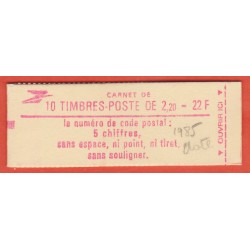 CARNET DE
10 TIMBRES-POSTE DE 2,20 - 22 F
le numéro de code postal :
5 chiffres,
sans espace, ni point, ni tiret,
sans souligner.
1985
daté
OUVRIR ICI